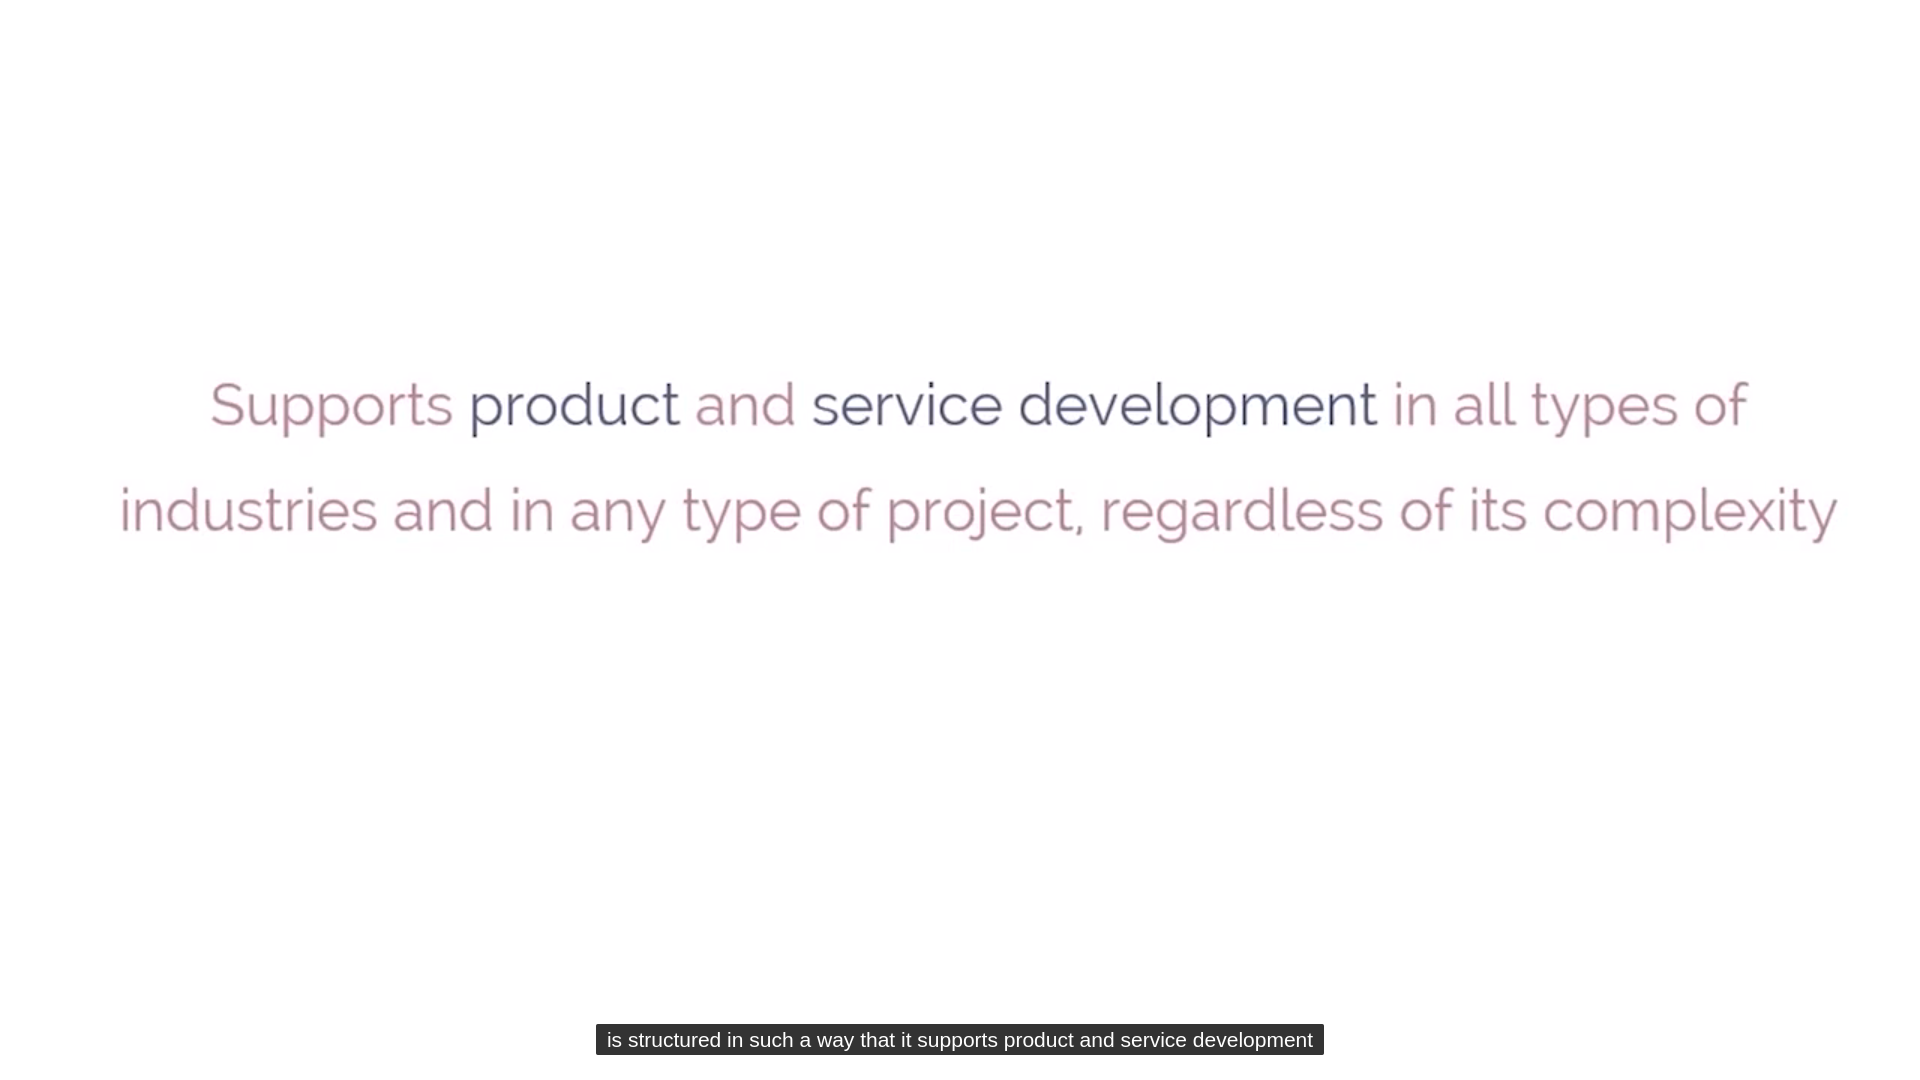 Supports product and service development in all types of
industries and in any type of project, regardless of its complexity
is structured in such a way that it supports product and service development